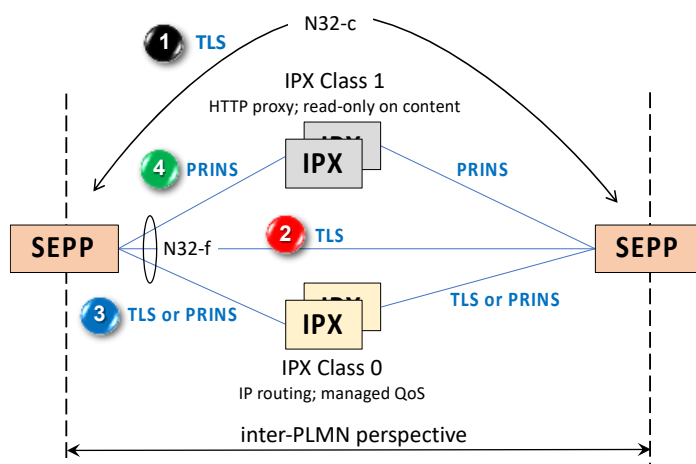 N32-c
1
TLS
IPX Class 1
HTTP proxy; read-only on content
IPX
IPX
4
PRINS
PRINS
SEPP
N32-f
2
TLS
SEPP
3
TLS or PRINS
TLS or PRINS
IPX
IPX
IPX Class 0
IP routing; managed QoS
inter-PLMN perspective